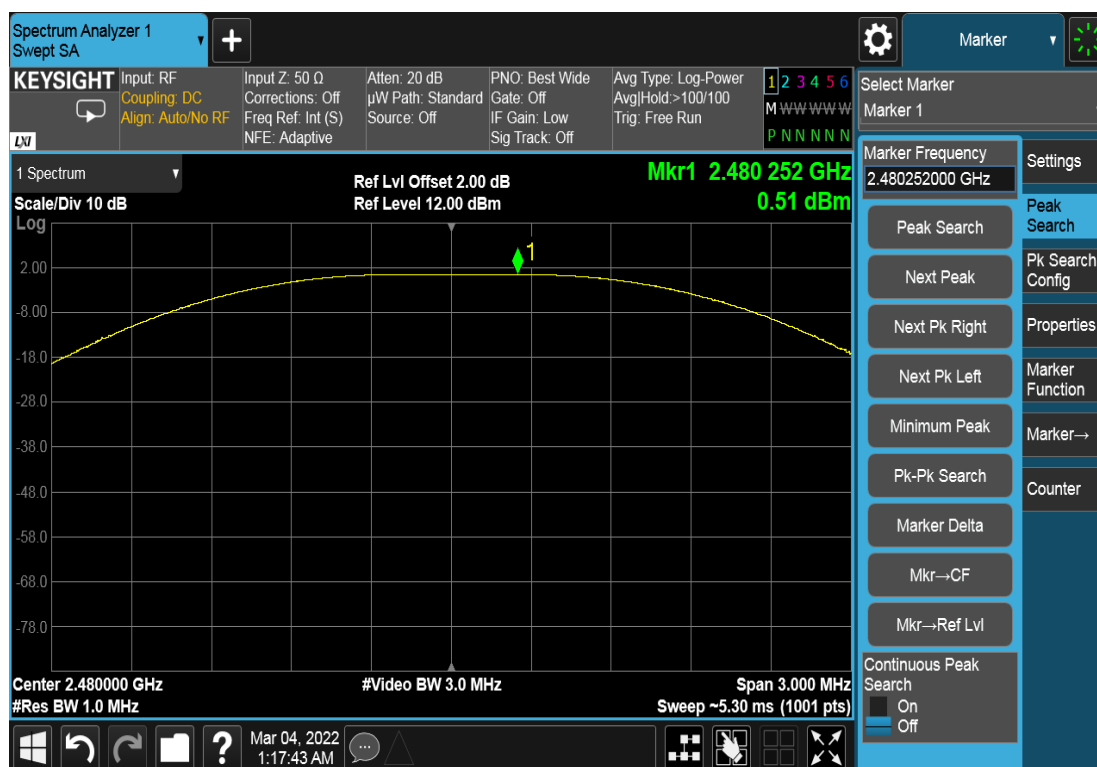 Spectrum Analyzer 1
Swept SA
+
Marker
KEYSIGHT
LXI
Input: RF
Coupling: DC
Align: Auto/No RF
Input Z: 50 Ω
Corrections: Off
Freq Ref: Int (S)
NFE: Adaptive
Atten: 20 dB
µW Path: Standard
Source: Off
PNO: Best Wide
Gate: Off
IF Gain: Low
Sig Track: Off
Avg Type: Log-Power
Avg|Hold:>100/100
Trig: Free Run
1 2 3 4 5 6
M W W W W W
P N N N N N
Select Marker
Marker 1
1 Spectrum
Scale/Div 10 dB
Log
Ref Lvl Offset 2.00 dB
Ref Level 12.00 dBm
Mkr1 2.480 252 GHz
0.51 dBm
1
2.00
-8.00
-18.0
-28.0
-38.0
-48.0
-58.0
-68.0
-78.0
Center 2.480000 GHz
#Res BW 1.0 MHz
#Video BW 3.0 MHz
Span 3.000 MHz
Sweep ~5.30 ms (1001 pts)
Marker Frequency
2.480252000 GHz
Peak Search
Next Peak
Next Pk Right
Next Pk Left
Minimum Peak
Pk-Pk Search
Marker Delta
Mkr→CF
Mkr→Ref Lvl
Continuous Peak
Search
On
Off
Settings
Peak
Search
Pk Search
Config
Properties
Marker
Function
Marker→
Counter
?
Mar 04, 2022
1:17:43 AM